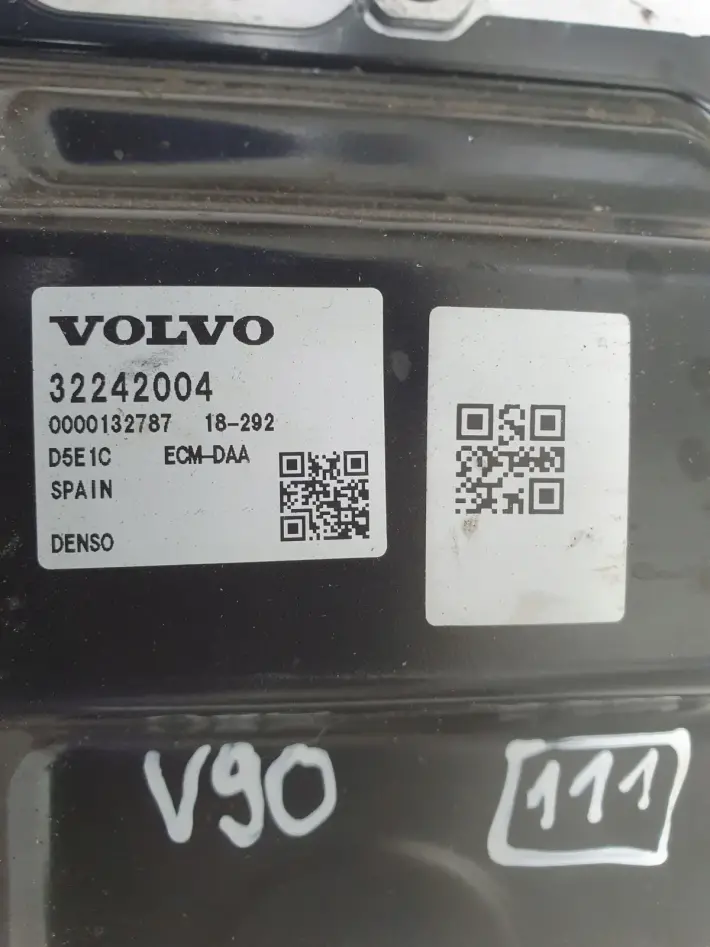 VOLVO
32242004
0000132787 18-292
D5E1C ECM-DAA
SPAIN
DENSO
V90
111